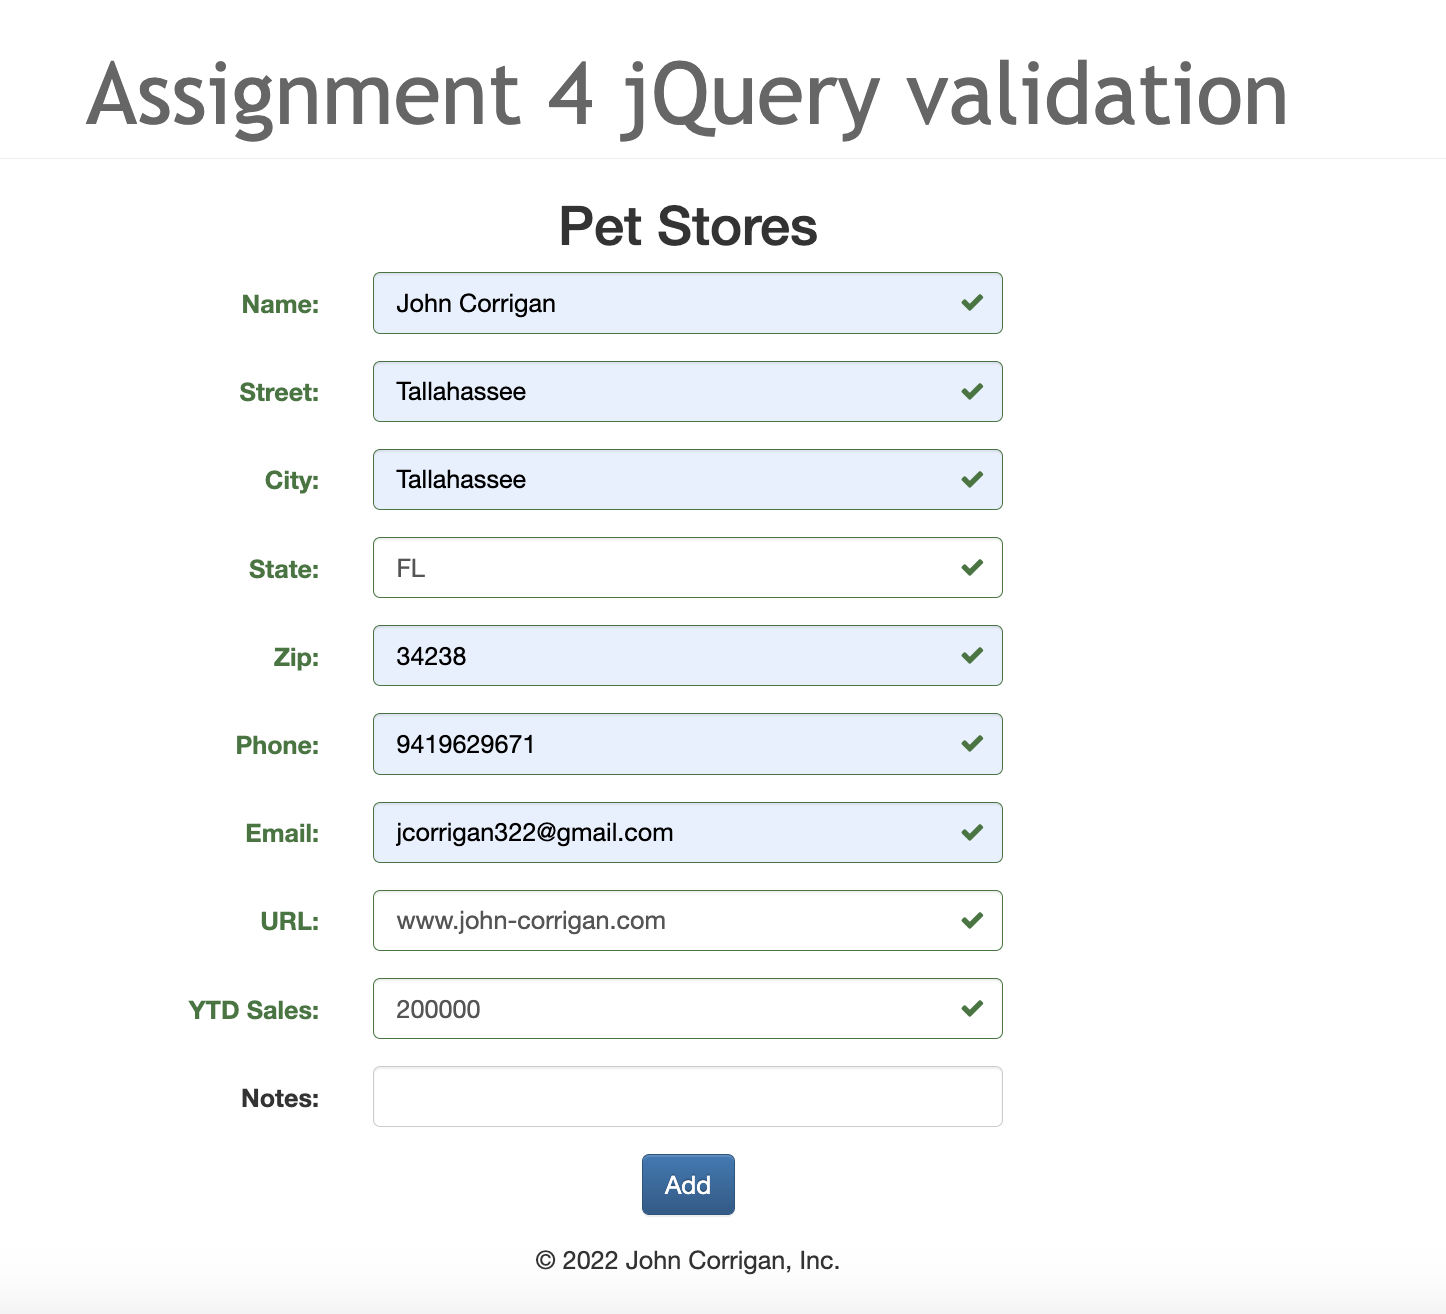 Assignment 4 jQuery validation
Pet Stores
Name: John Corrigan
Street: Tallahassee
City: Tallahassee
State: FL
Zip: 34238
Phone: 9419629671
Email: jcorrigan322@gmail.com
URL: www.john-corrigan.com
YTD Sales: 200000
Notes:
Add
© 2022 John Corrigan, Inc.